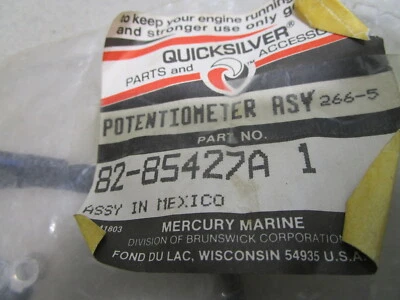 to keep your engine running
and stronger use only
QUICKSILVER®
PARTS and ACCESSO
POTENTIOMETER ASY 266-5
PART NO.
82-85427A 1
ASSY IN MEXICO
MERCURY MARINE
DIVISION OF BRUNSWICK CORPORATION
FOND DU LAC, WISCONSIN 54935 U.S.A.